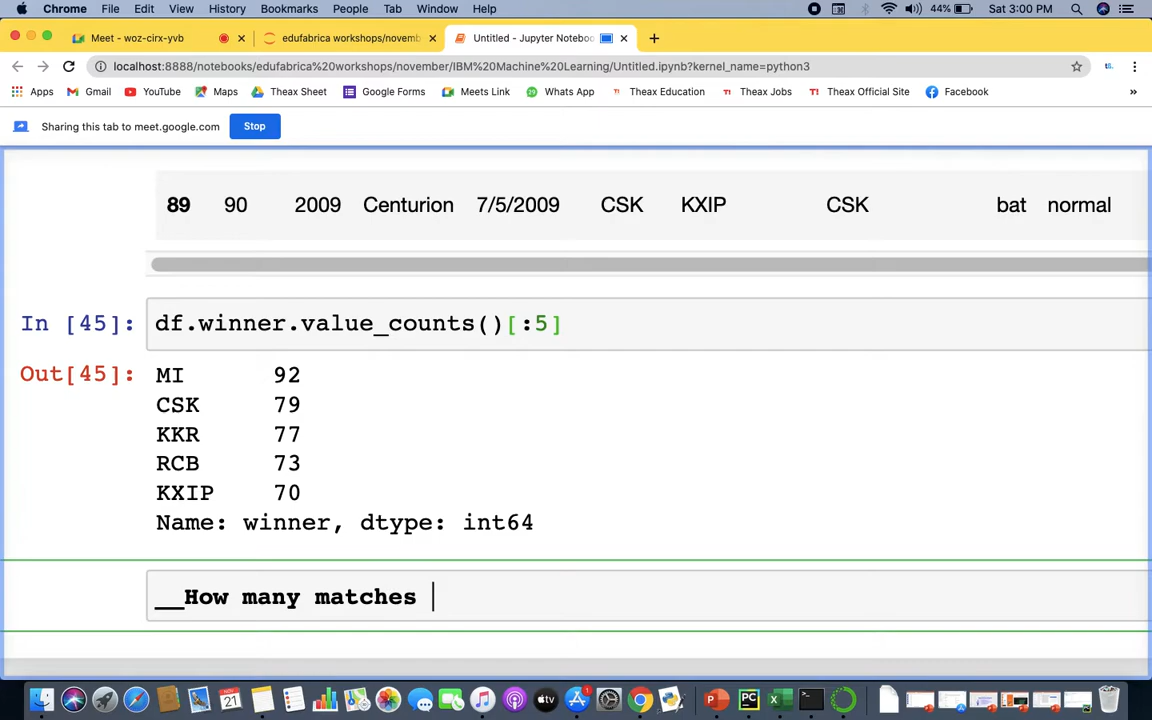 Chrome File Edit View History Bookmarks People Tab Window Help 44% Sat 3:00 PM
Meet - woz-cirx-yvb edufabrica workshops/novemb Untitled - Jupyter Noteboo
localhost:8888/notebooks/edufabrica%20workshops/november/IBM%20Machine%20Learning/Untitled.ipynb?kernel_name=python3
Apps Gmail YouTube Maps Theax Sheet Google Forms Meets Link Whats App Theax Education Theax Jobs Theax Official Site Facebook »
Sharing this tab to meet.google.com Stop
89 90 2009 Centurion 7/5/2009 CSK KXIP CSK bat normal
In [45]: df.winner.value_counts()[:5]
Out[45]: MI 92
CSK 79
KKR 77
RCB 73
KXIP 70
Name: winner, dtype: int64
__How many matches